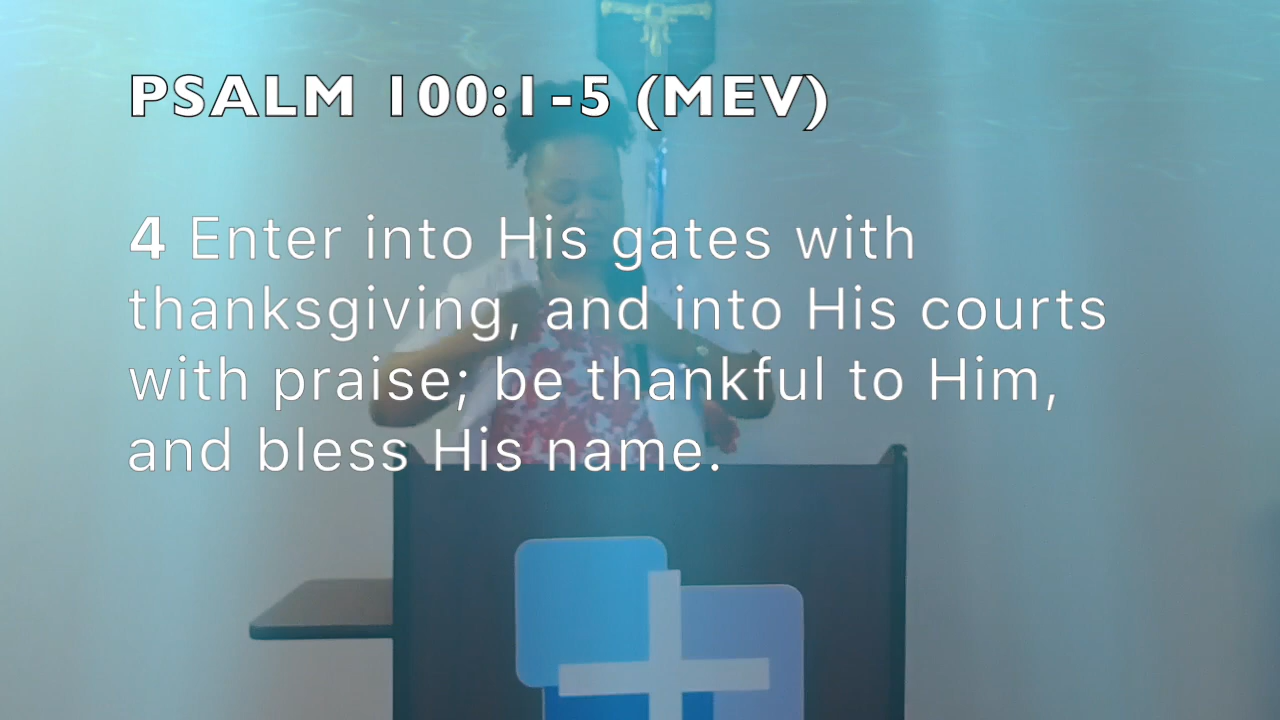 PSALM 100:1-5 (MEV)
4 Enter into His gates with
thanksgiving, and into His courts
with praise; be thankful to Him,
and bless His name.